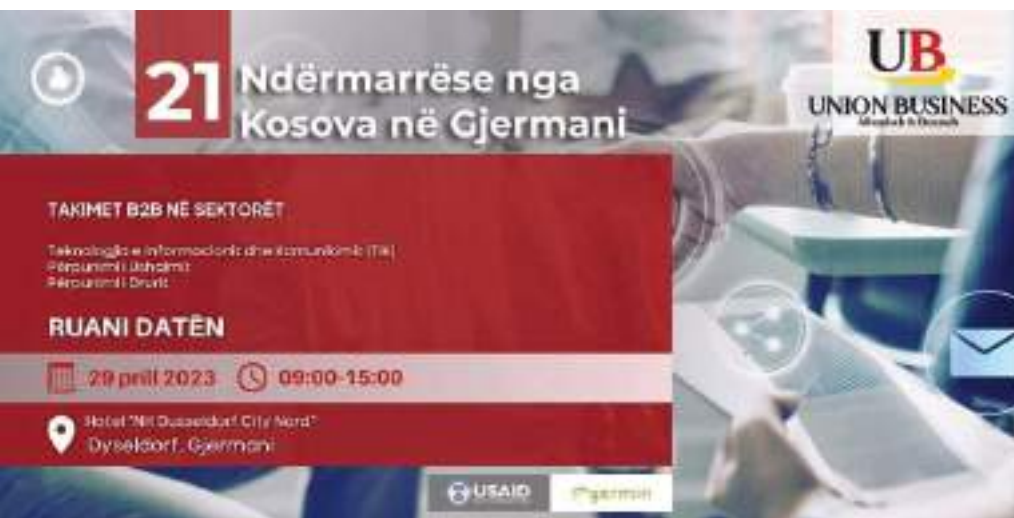 21 Ndërmarrëse nga
Kosova në Gjermani
UB
UNION BUSINESS
TAKIMET B2B NË SEKTORËT
Teknologjia e Informacionit dhe Komunikimit (TIK)
Përpunimi i Ushqimit
Përpunimi i Drurit
RUANI DATËN
29 prill 2023 09:00-15:00
Hotel "NH Dusseldorf City Nord"
Dyseldorf, Gjermani
USAID